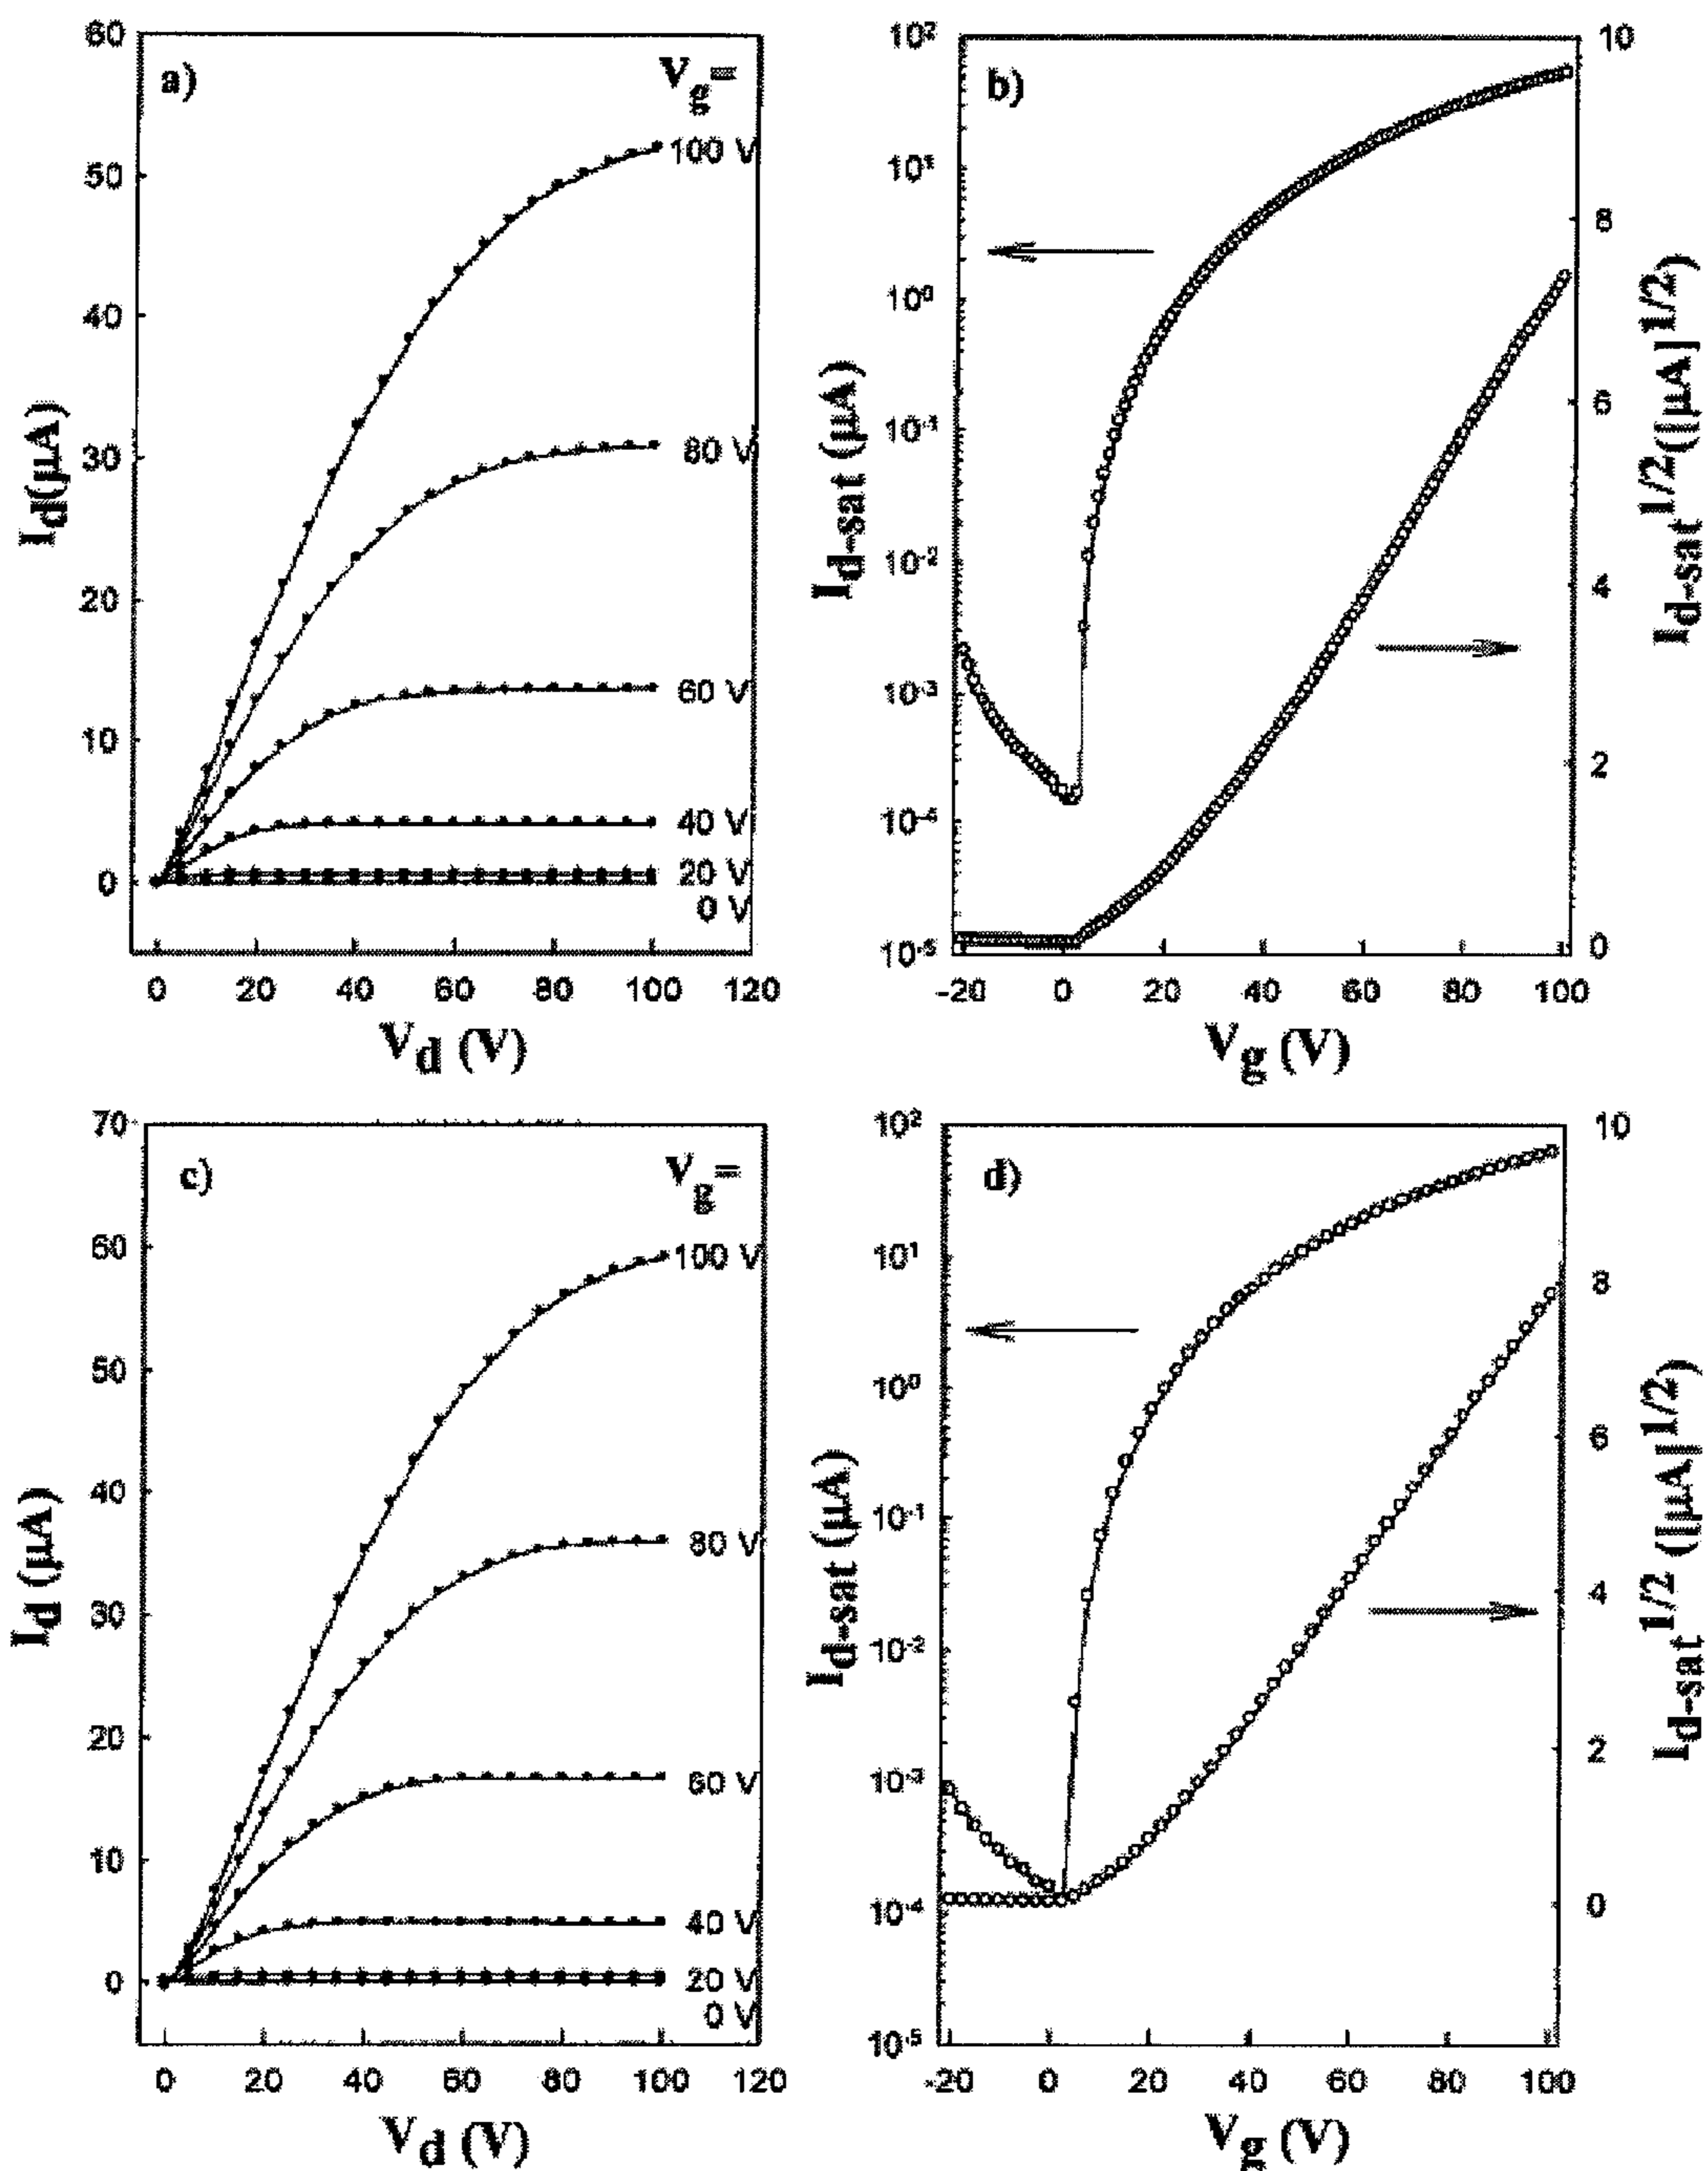 a)
Vg=
60
50
40
30
20
10
0
100 V
80 V
60 V
40 V
20 V
0 V
Id(μA)
0 20 40 60 80 100 120
Vd (V)
b)
10²
10¹
10⁰
10⁻¹
10⁻²
10⁻³
10⁻⁴
10⁻⁵
Id-sat (μA)
10
8
6
4
2
0
Id-sat^1/2([μA]^1/2)
-20 0 20 40 60 80 100
Vg (V)
c)
Vg=
70
60
50
40
30
20
10
0
100 V
80 V
60 V
40 V
20 V
0 V
Id (μA)
0 20 40 60 80 100 120
Vd (V)
d)
10²
10¹
10⁰
10⁻¹
10⁻²
10⁻³
10⁻⁴
10⁻⁵
Id-sat (μA)
10
8
6
4
2
0
Id-sat^1/2 ([μA]^1/2)
-20 0 20 40 60 80 100
Vg (V)